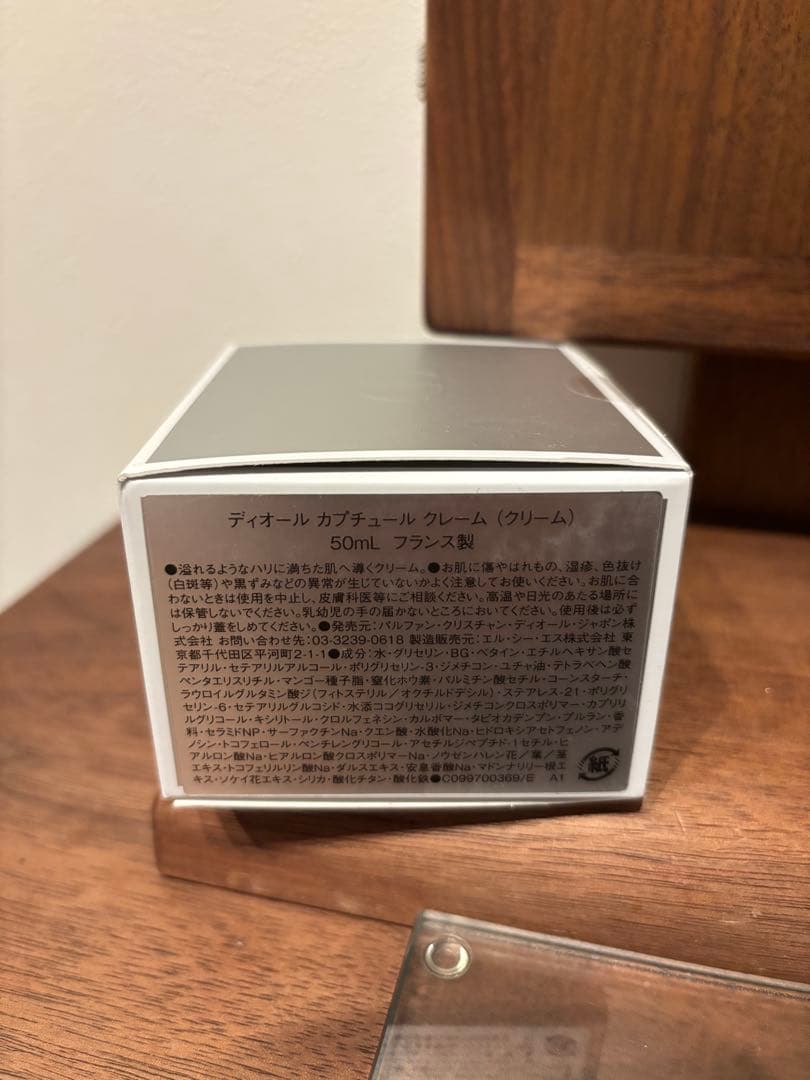 ディオール カプチュール クレーム (クリーム)
50mL フランス製
●溢れるようなハリに満ちた肌へ導くクリーム。●お肌に傷やはれもの、湿疹、色抜け
(白斑等)や黒ずみなどの異常が生じていないかよく注意してお使いください。お肌に合
わないときは使用を中止し、皮膚科医等にご相談ください。高温や日光のあたる場所に
は保管しないでください。乳幼児の手の届かないところにおいてください。使用後は必ず
しっかり蓋をしめてください。●発売元：パルファン・クリスチャン・ディオール・ジャポン株
式会社 お問い合わせ先：03-3239-0618 製造販売元：エル・シー・エス株式会社 東
京都千代田区平河町2-1-1●成分：水・グリセリン・BG・ベタイン・エチルヘキサン酸セ
テアリル・セテアリルアルコール・ポリグリセリン-3・ジメチコン・ユチャ油・テトラベヘン酸
ペンタエリスリチル・マンゴー種子脂・窒化ホウ素・パルミチン酸セチル・コーンスターチ・
ラウロイルグルタミン酸ジ(フィトステリル／オクチルドデシル)・ステアレス-21・ポリグリ
セリン-6・セテアリルグルコシド・水添ココグリセリル・ジメチコンクロスポリマー・カプリリ
ルグリコール・キシリトール・クロルフェネシン・カルボマー・タピオカデンプン・プルラン・香
料・セラミドNP・サーファクチンNa・クエン酸・水酸化Na・ヒドロキシアセトフェノン・アデ
ノシン・トコフェロール・ペンチレングリコール・アセチルジペプチド-1セチル・ヒ
アルロン酸Na・ヒアルロン酸クロスポリマーNa・ノウゼンハレン花／葉／茎
エキス・トコフェリルリン酸Na・ダルスエキス・安息香酸Na・マドンナリリー根エ
キス・ソケイ花エキス・シリカ・酸化チタン・酸化鉄●C099700369/E A1
紙